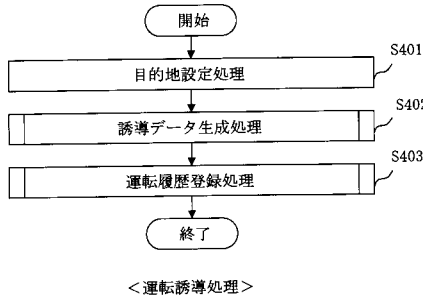 開始
S401
目的地設定処理
S402
誘導データ生成処理
S403
運転履歴登録処理
終了
＜運転誘導処理＞